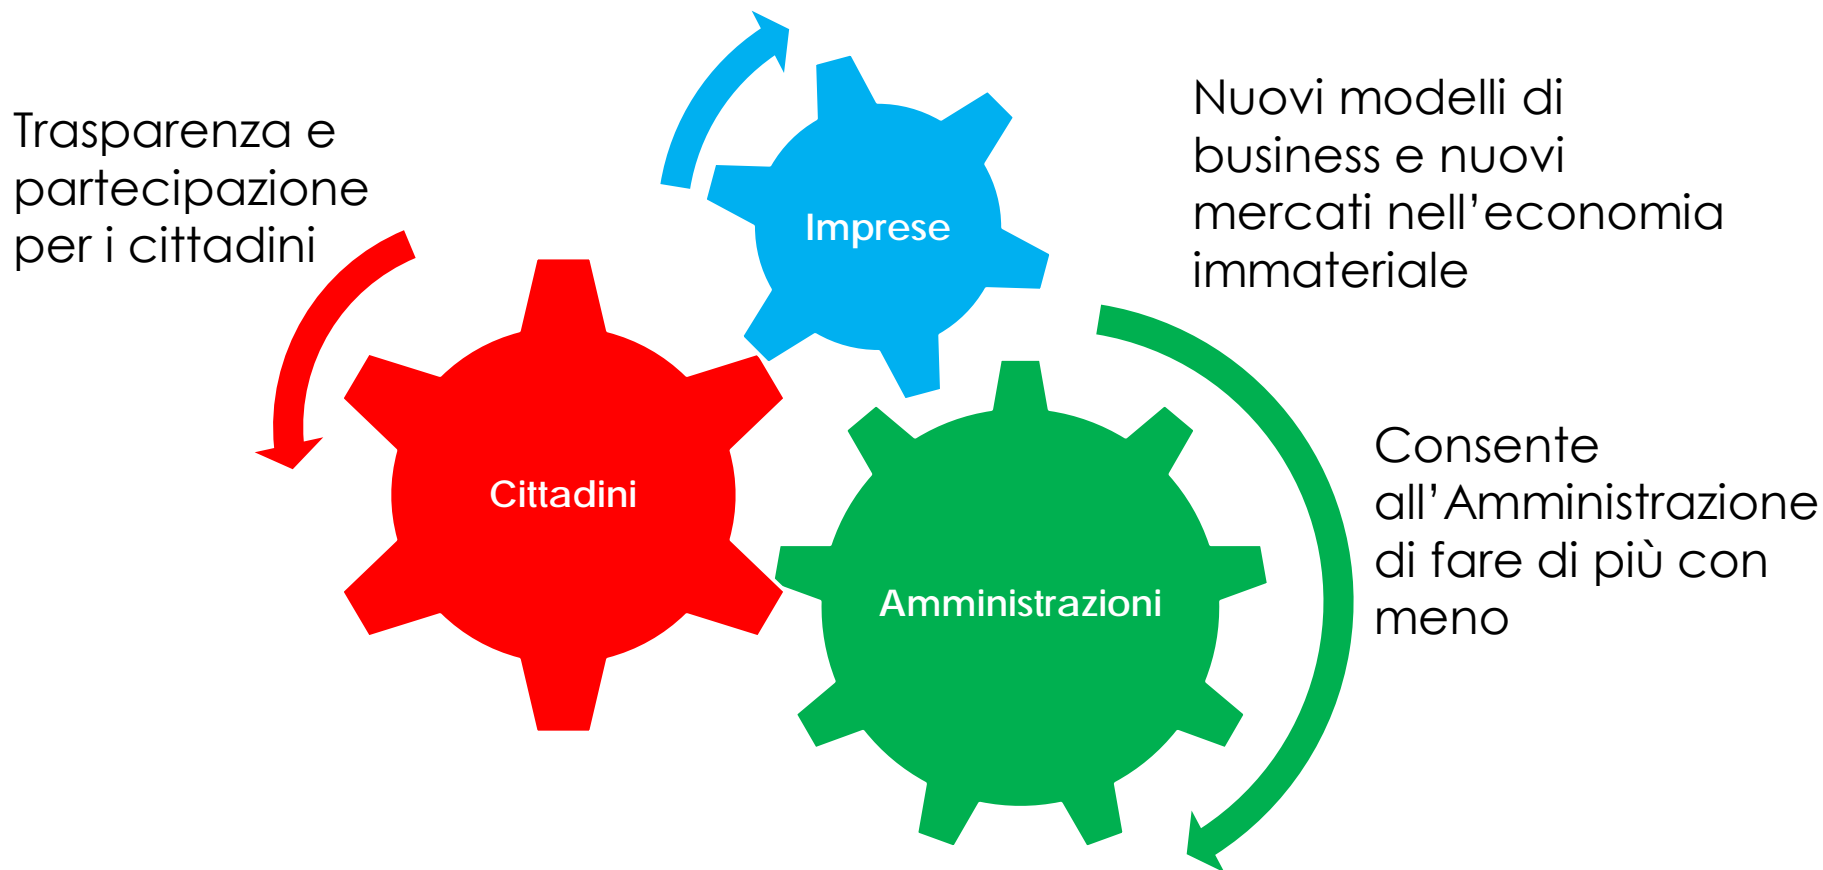 Trasparenza e
partecipazione
per i cittadini
Imprese
Nuovi modelli di
business e nuovi
mercati nell’economia
immateriale
Cittadini
Amministrazioni
Consente
all’Amministrazione
di fare di più con
meno